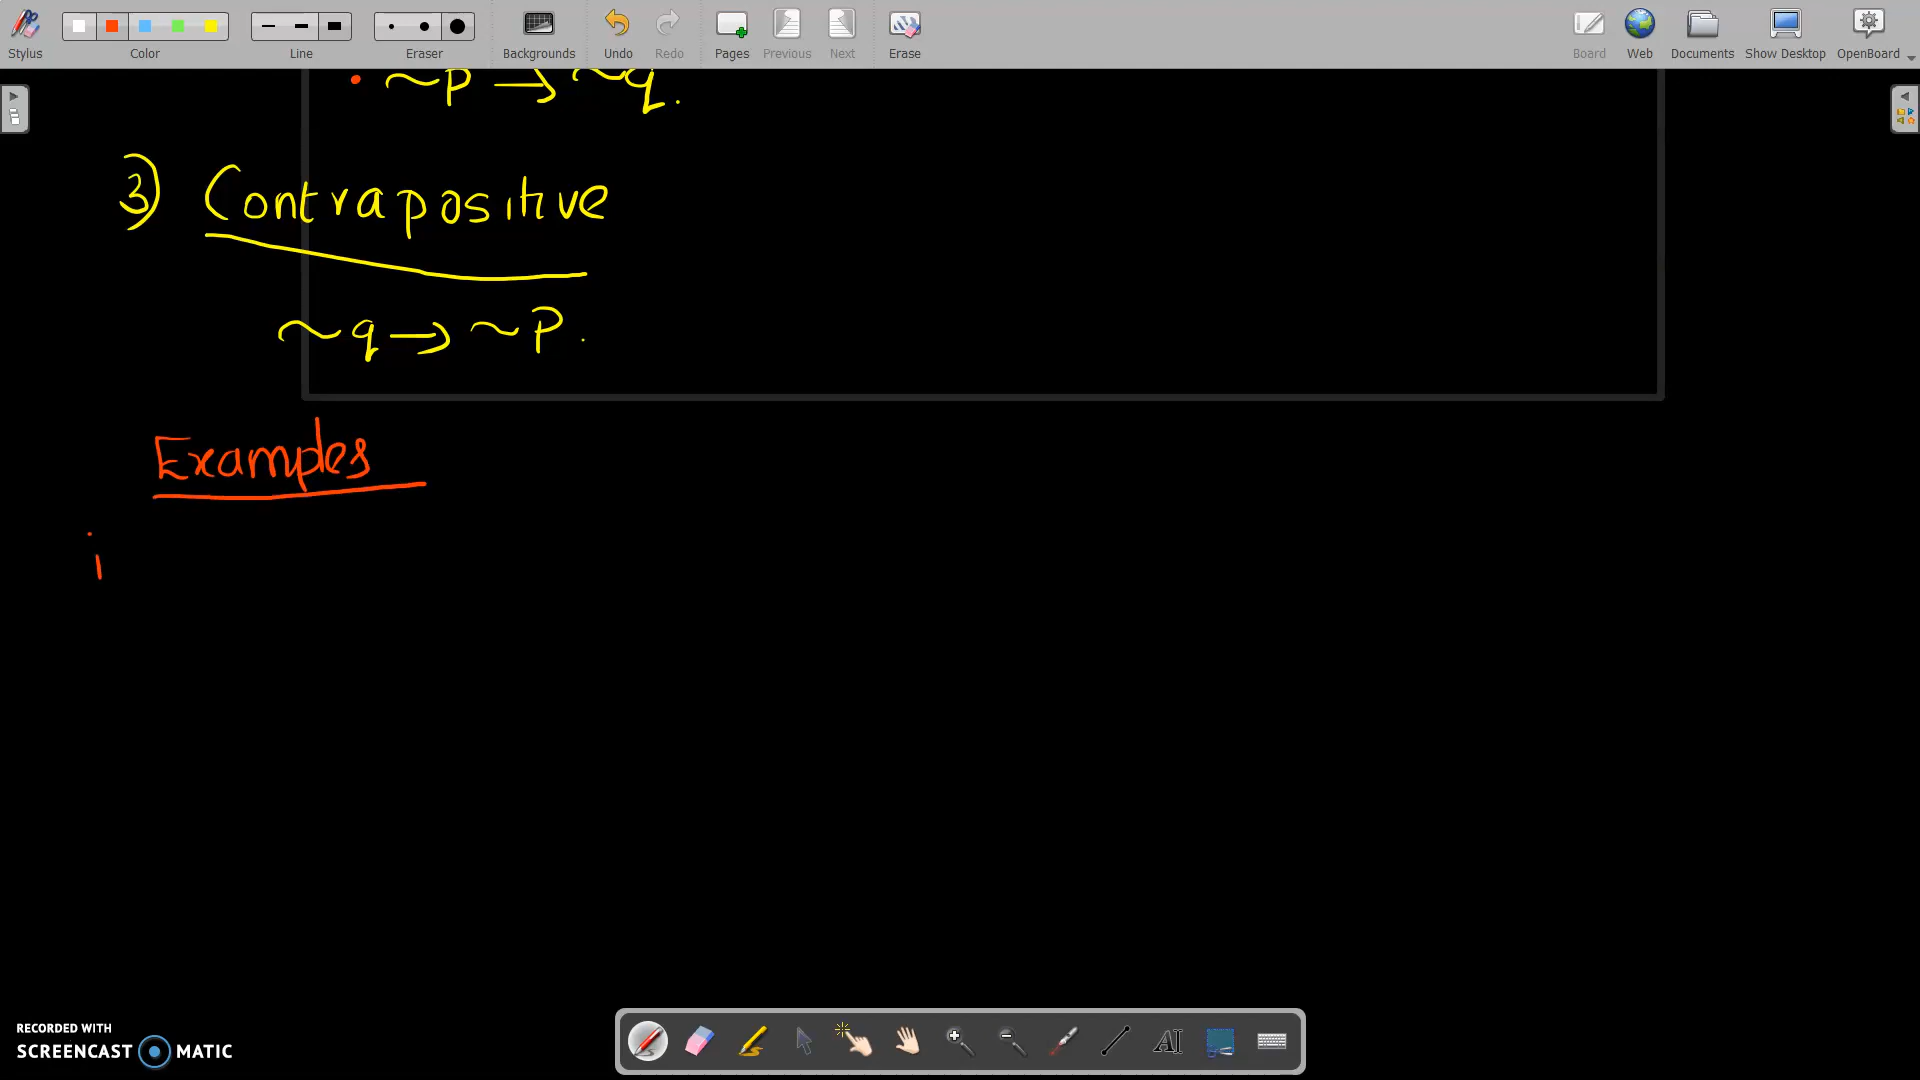 Stylus
Color
Line
Eraser
Backgrounds
Undo
Redo
Pages
Previous
Next
Erase
Board
Web
Documents
Show Desktop
OpenBoard
• ~p → ~q.
3) Contrapositive
~q → ~p.
Examples
i
RECORDED WITH
SCREENCAST MATIC